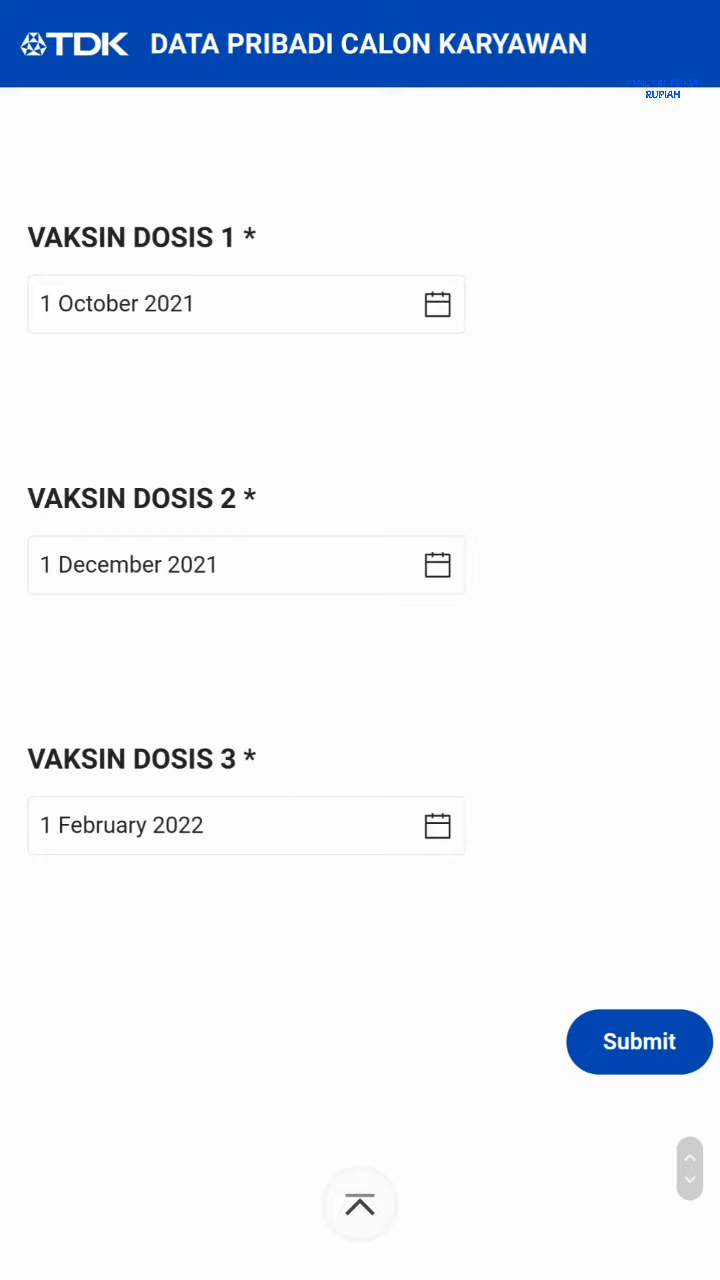 TDK DATA PRIBADI CALON KARYAWAN
RUPIAH
VAKSIN DOSIS 1 *
1 October 2021
VAKSIN DOSIS 2 *
1 December 2021
VAKSIN DOSIS 3 *
1 February 2022
Submit